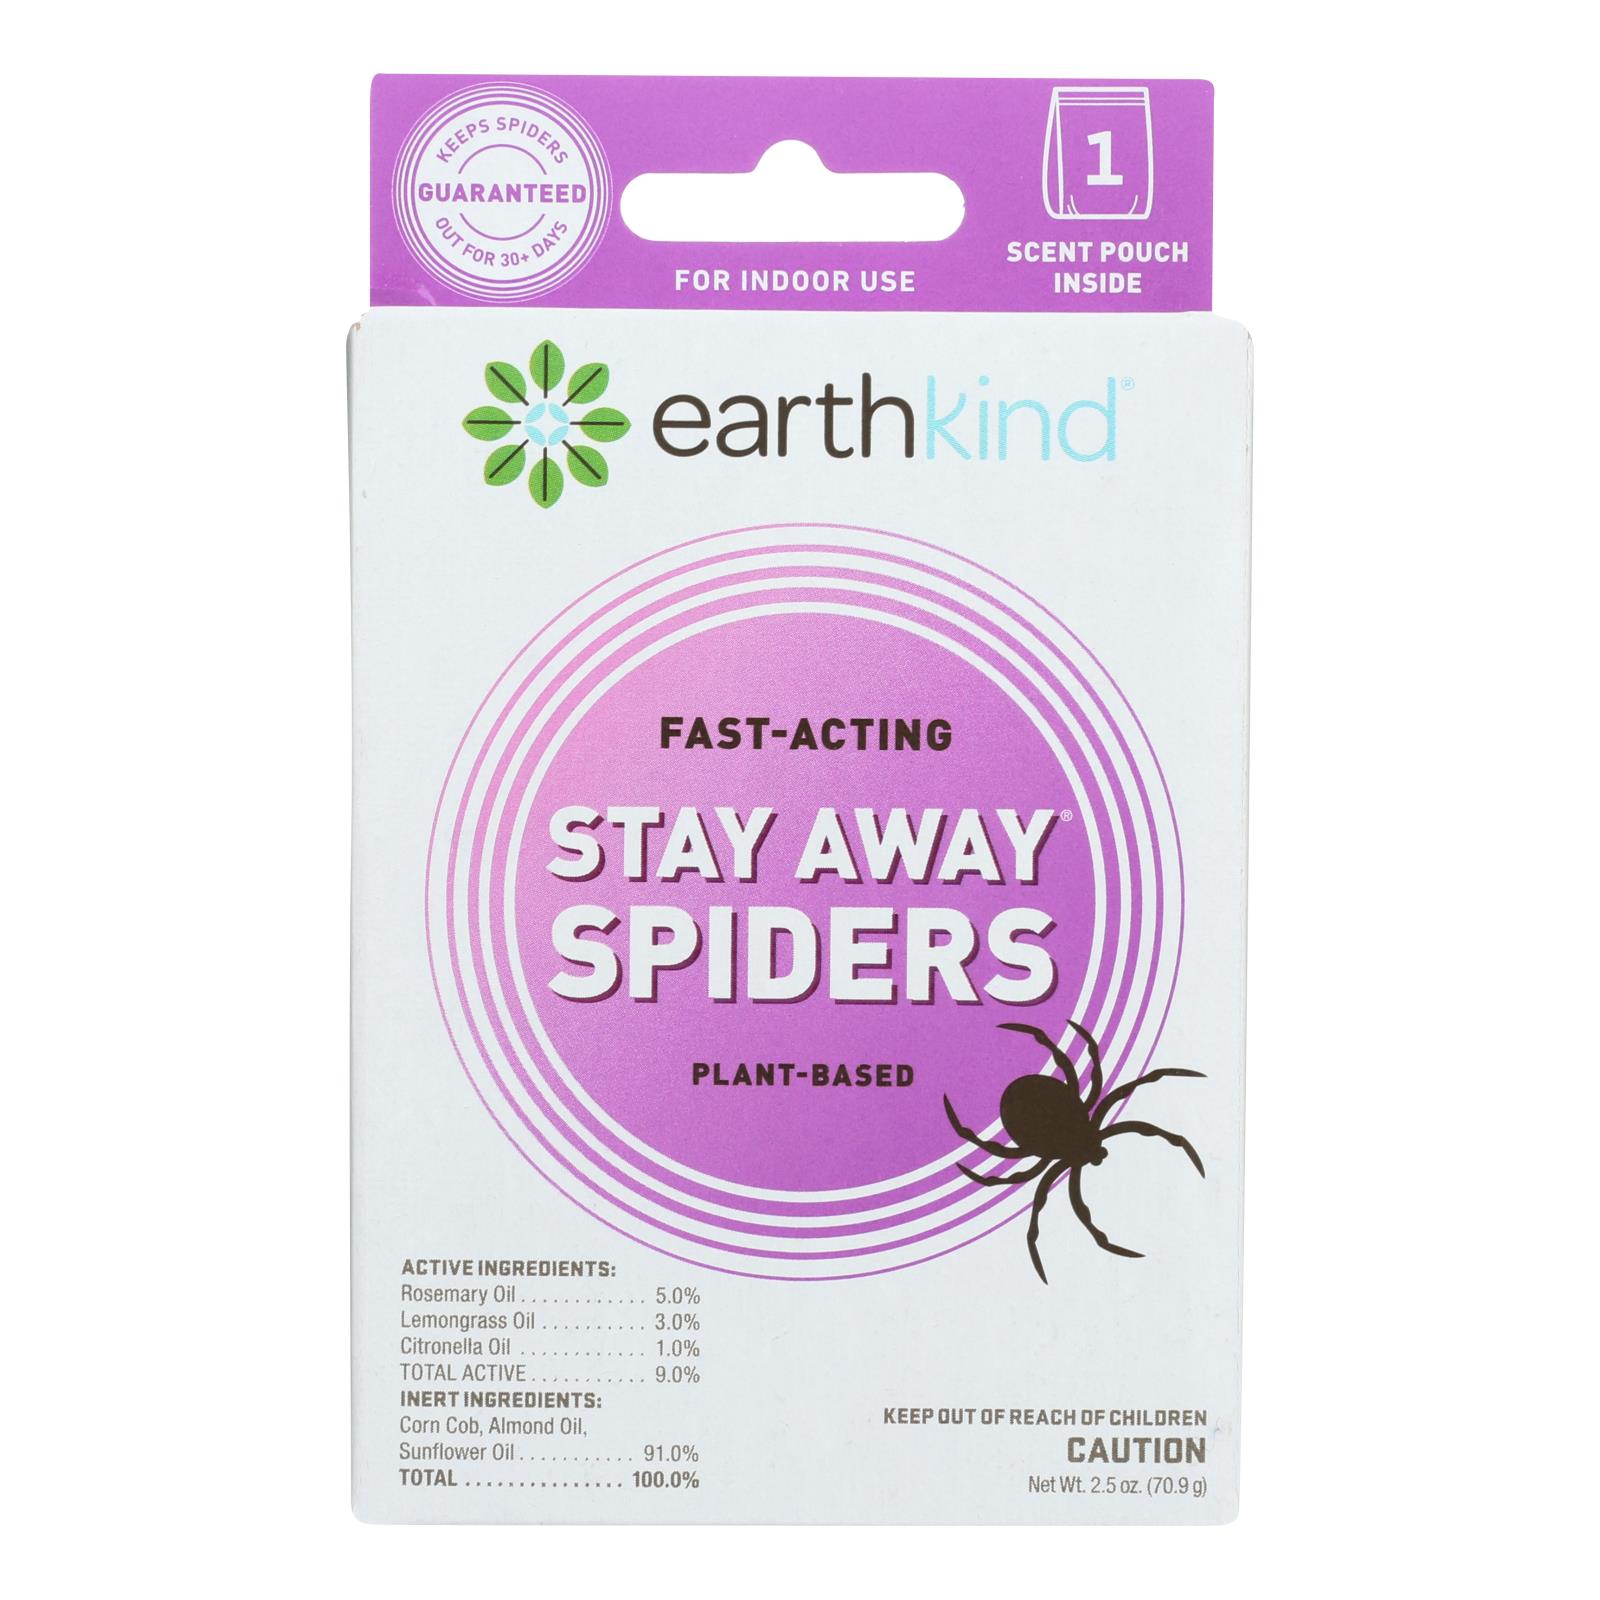 KEEPS SPIDERS
GUARANTEED
OUT FOR 30+ DAYS
FOR INDOOR USE
1
SCENT POUCH
INSIDE
earthkind®
FAST-ACTING
STAY AWAY®
SPIDERS
PLANT-BASED
ACTIVE INGREDIENTS:
Rosemary Oil ............ 5.0%
Lemongrass Oil .......... 3.0%
Citronella Oil ............ 1.0%
TOTAL ACTIVE ........... 9.0%
INERT INGREDIENTS:
Corn Cob, Almond Oil,
Sunflower Oil ........... 91.0%
TOTAL ............... 100.0%
KEEP OUT OF REACH OF CHILDREN
CAUTION
Net Wt. 2.5 oz. (70.9 g)